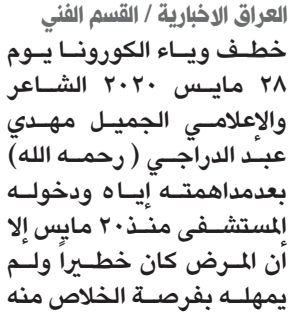 العراق الاخبارية / القسم الفني
خطف وباء الكورونا يوم
٢٨ مايس ٢٠٢٠ الشاعر
والإعلامي الجميل مهدي
عبد الدراجي ( رحمه الله)
بعدمداهمته إياه ودخوله
المستشفى منذ٢٠ مايس إلا
أن المرض كان خطيراً ولم
يمهله بفرصة الخلاص منه